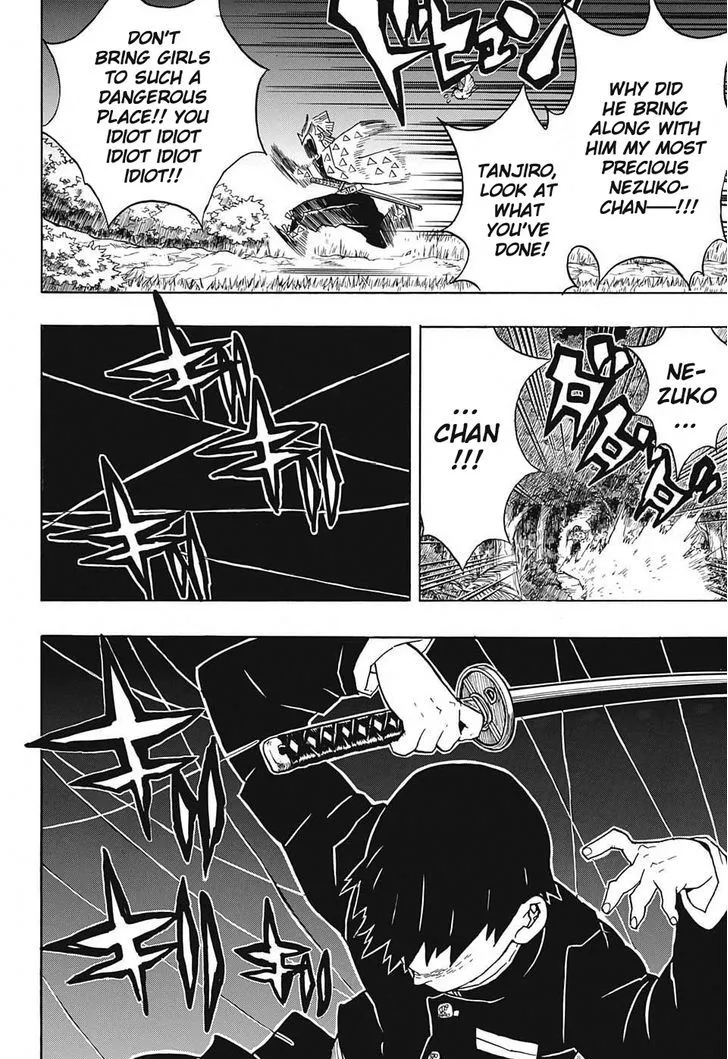 WHY DID
HE BRING
ALONG WITH
HIM MY MOST
PRECIOUS
NEZUKO-
CHAN——!!!
TANJIRO,
LOOK AT
WHAT
YOU'VE
DONE!
DON'T
BRING GIRLS
TO SUCH A
DANGEROUS
PLACE!! YOU
IDIOT IDIOT
IDIOT IDIOT
IDIOT!!
NE-
ZUKO
...
...
CHAN
!!!